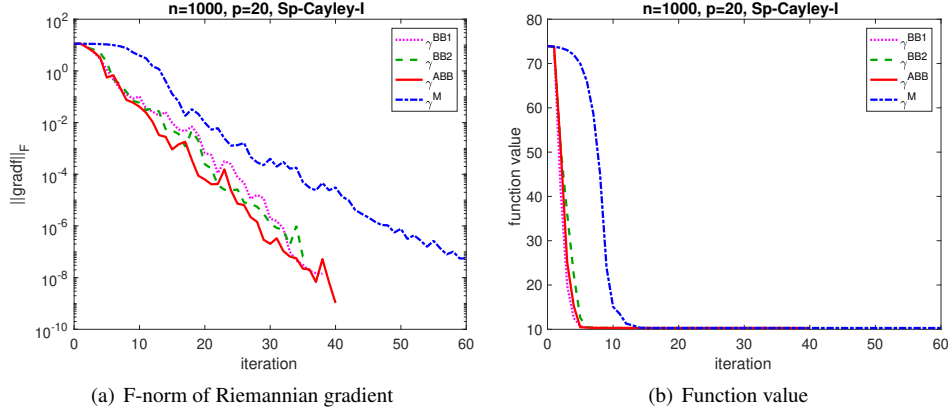 n=1000, p=20, Sp-Cayley-I
10^2
10^0
10^-2
10^-4
10^-6
10^-8
10^-10
||gradf||_F
0 10 20 30 40 50 60
iteration
γ^BB1
γ^BB2
γ^ABB
γ^M
(a) F-norm of Riemannian gradient
n=1000, p=20, Sp-Cayley-I
80
70
60
50
40
30
20
10
function value
0 10 20 30 40 50 60
iteration
γ^BB1
γ^BB2
γ^ABB
γ^M
(b) Function value